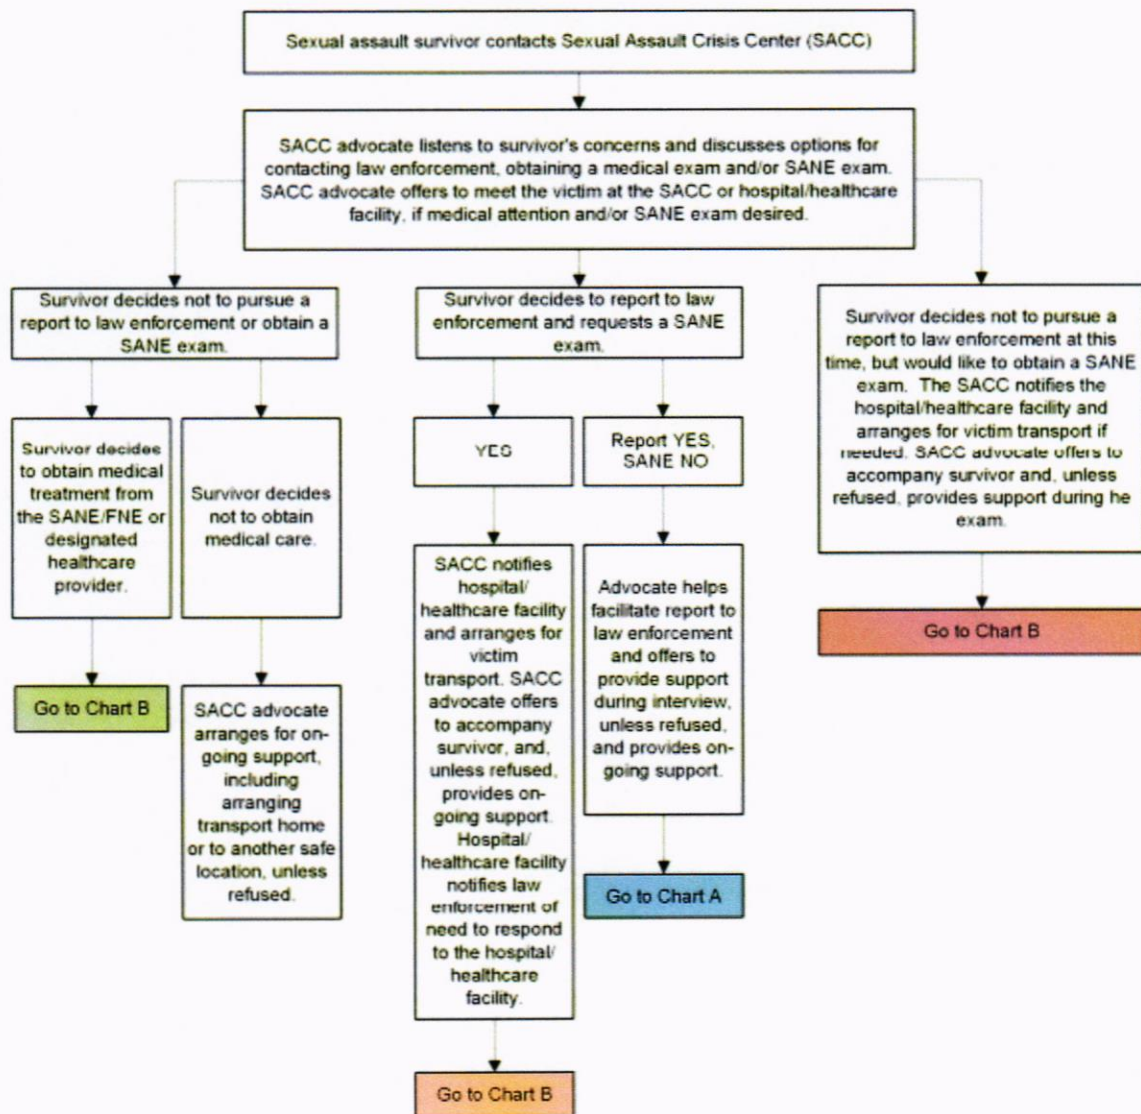 Sexual assault survivor contacts Sexual Assault Crisis Center (SACC)
SACC advocate listens to survivor's concerns and discusses options for
contacting law enforcement, obtaining a medical exam and/or SANE exam.
SACC advocate offers to meet the victim at the SACC or hospital/healthcare
facility, if medical attention and/or SANE exam desired.
Survivor decides not to pursue a
report to law enforcement or obtain a
SANE exam.
Survivor decides
to obtain medical
treatment from
the SANE/FNE or
designated
healthcare
provider.
Go to Chart B
Survivor decides
not to obtain
medical care.
SACC advocate
arranges for on-
going support,
including
arranging
transport home
or to another safe
location, unless
refused.
Survivor decides to report to law
enforcement and requests a SANE
exam.
YES
SACC notifies
hospital/
healthcare facility
and arranges for
victim
transport. SACC
advocate offers
to accompany
survivor, and,
unless refused,
provides on-
going support.
Hospital/
healthcare facility
notifies law
enforcement of
need to respond
to the hospital/
healthcare
facility.
Go to Chart B
Report YES,
SANE NO
Advocate helps
facilitate report to
law enforcement
and offers to
provide support
during interview,
unless refused,
and provides on-
going support.
Go to Chart A
Survivor decides not to pursue a
report to law enforcement at this
time, but would like to obtain a SANE
exam. The SACC notifies the
hospital/healthcare facility and
arranges for victim transport if
needed. SACC advocate offers to
accompany survivor and, unless
refused, provides support during he
exam.
Go to Chart B